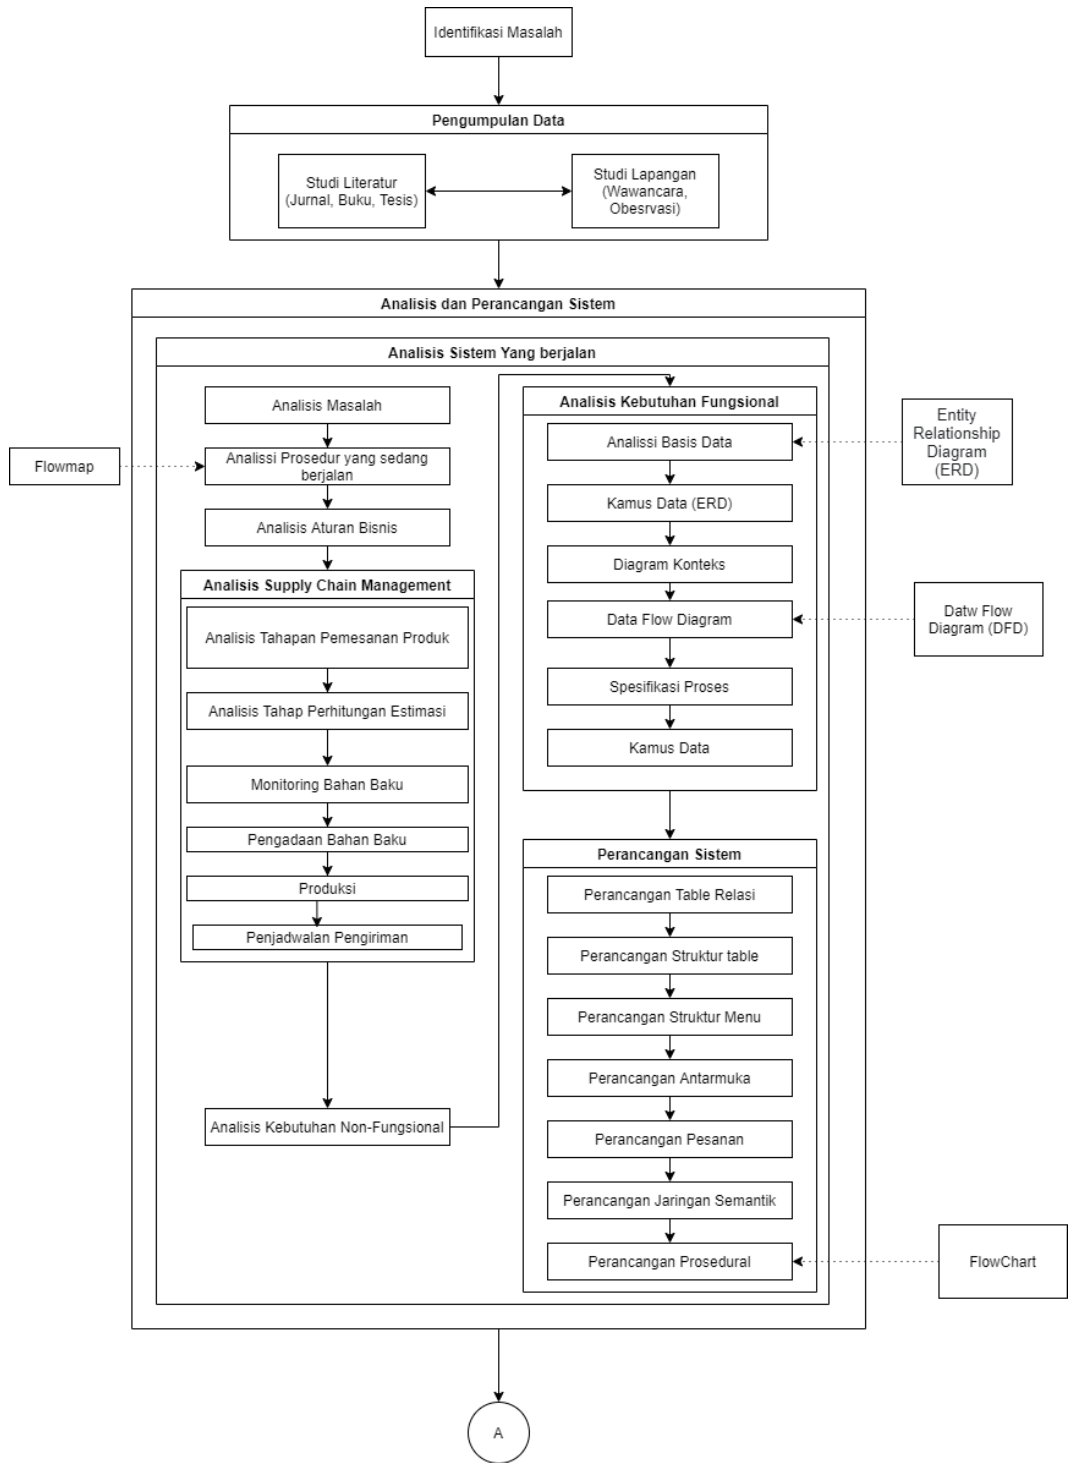 Identifikasi Masalah
Pengumpulan Data
Studi Literatur
(Jurnal, Buku, Tesis)
Studi Lapangan
(Wawancara,
Obesrvasi)
Analisis dan Perancangan Sistem
Analisis Sistem Yang berjalan
Analisis Masalah
Flowmap
Analissi Prosedur yang sedang
berjalan
Analisis Aturan Bisnis
Analisis Supply Chain Management
Analisis Tahapan Pemesanan Produk
Analisis Tahap Perhitungan Estimasi
Monitoring Bahan Baku
Pengadaan Bahan Baku
Produksi
Penjadwalan Pengiriman
Analisis Kebutuhan Non-Fungsional
Analisis Kebutuhan Fungsional
Analissi Basis Data
Entity
Relationship
Diagram
(ERD)
Kamus Data (ERD)
Diagram Konteks
Data Flow Diagram
Datw Flow
Diagram (DFD)
Spesifikasi Proses
Kamus Data
Perancangan Sistem
Perancangan Table Relasi
Perancangan Struktur table
Perancangan Struktur Menu
Perancangan Antarmuka
Perancangan Pesanan
Perancangan Jaringan Semantik
Perancangan Prosedural
FlowChart
A